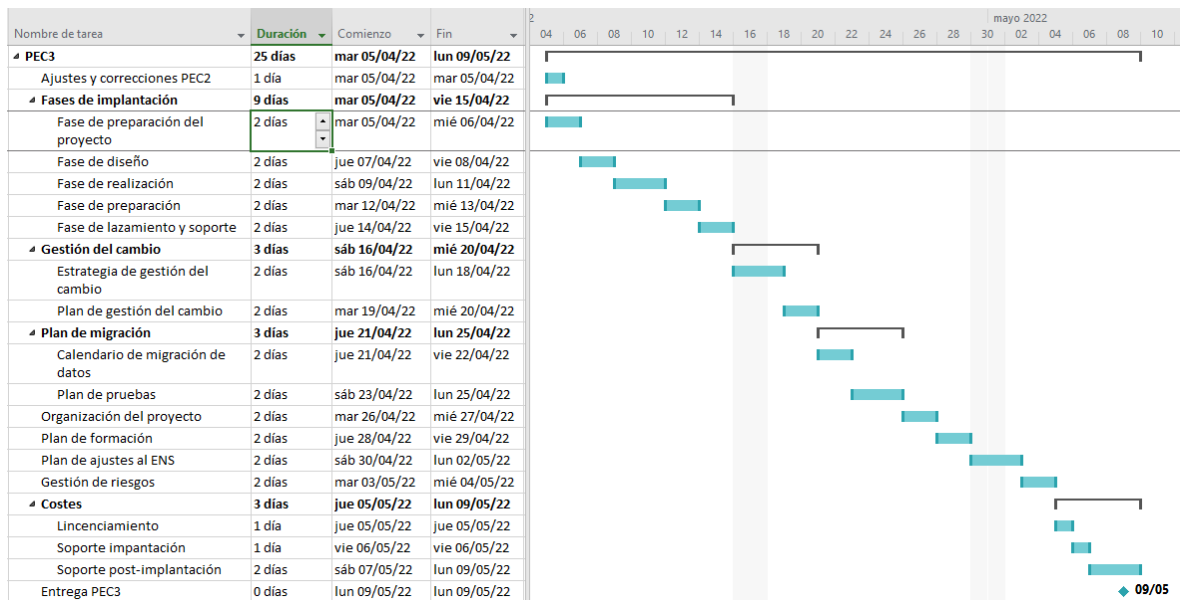 2 mayo 2022
Nombre de tarea Duración Comienzo Fin 04 06 08 10 12 14 16 18 20 22 24 26 28 30 02 04 06 08 10
PEC3 25 días mar 05/04/22 lun 09/05/22
Ajustes y correcciones PEC2 1 día mar 05/04/22 mar 05/04/22
Fases de implantación 9 días mar 05/04/22 vie 15/04/22
Fase de preparación del 2 días mar 05/04/22 mié 06/04/22
proyecto
Fase de diseño 2 días jue 07/04/22 vie 08/04/22
Fase de realización 2 días sáb 09/04/22 lun 11/04/22
Fase de preparación 2 días mar 12/04/22 mié 13/04/22
Fase de lazamiento y soporte 2 días jue 14/04/22 vie 15/04/22
Gestión del cambio 3 días sáb 16/04/22 mié 20/04/22
Estrategia de gestión del 2 días sáb 16/04/22 lun 18/04/22
cambio
Plan de gestión del cambio 2 días mar 19/04/22 mié 20/04/22
Plan de migración 3 días jue 21/04/22 lun 25/04/22
Calendario de migración de 2 días jue 21/04/22 vie 22/04/22
datos
Plan de pruebas 2 días sáb 23/04/22 lun 25/04/22
Organización del proyecto 2 días mar 26/04/22 mié 27/04/22
Plan de formación 2 días jue 28/04/22 vie 29/04/22
Plan de ajustes al ENS 2 días sáb 30/04/22 lun 02/05/22
Gestión de riesgos 2 días mar 03/05/22 mié 04/05/22
Costes 3 días jue 05/05/22 lun 09/05/22
Lincenciamiento 1 día jue 05/05/22 jue 05/05/22
Soporte impantación 1 día vie 06/05/22 vie 06/05/22
Soporte post-implantación 2 días sáb 07/05/22 lun 09/05/22
Entrega PEC3 0 días lun 09/05/22 lun 09/05/22 09/05